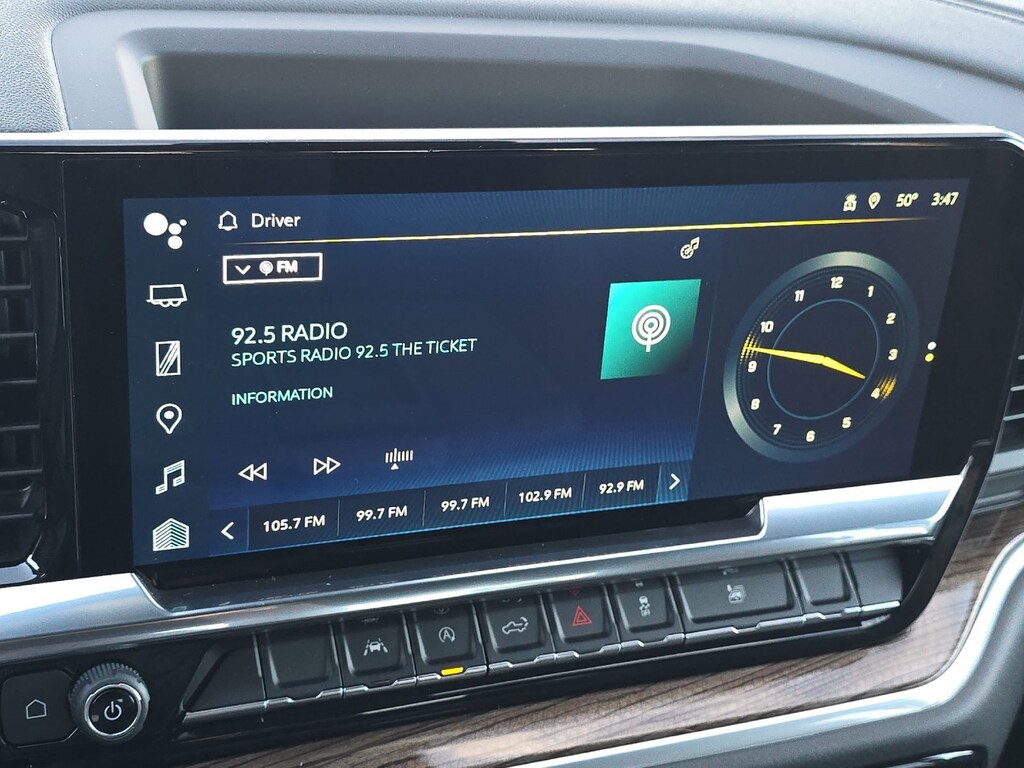 Driver
50° 3:47
FM
92.5 RADIO
SPORTS RADIO 92.5 THE TICKET
INFORMATION
105.7 FM 99.7 FM 99.7 FM 102.9 FM 92.9 FM
12
1
2
3
4
5
6
7
8
9
10
11
A
OFF